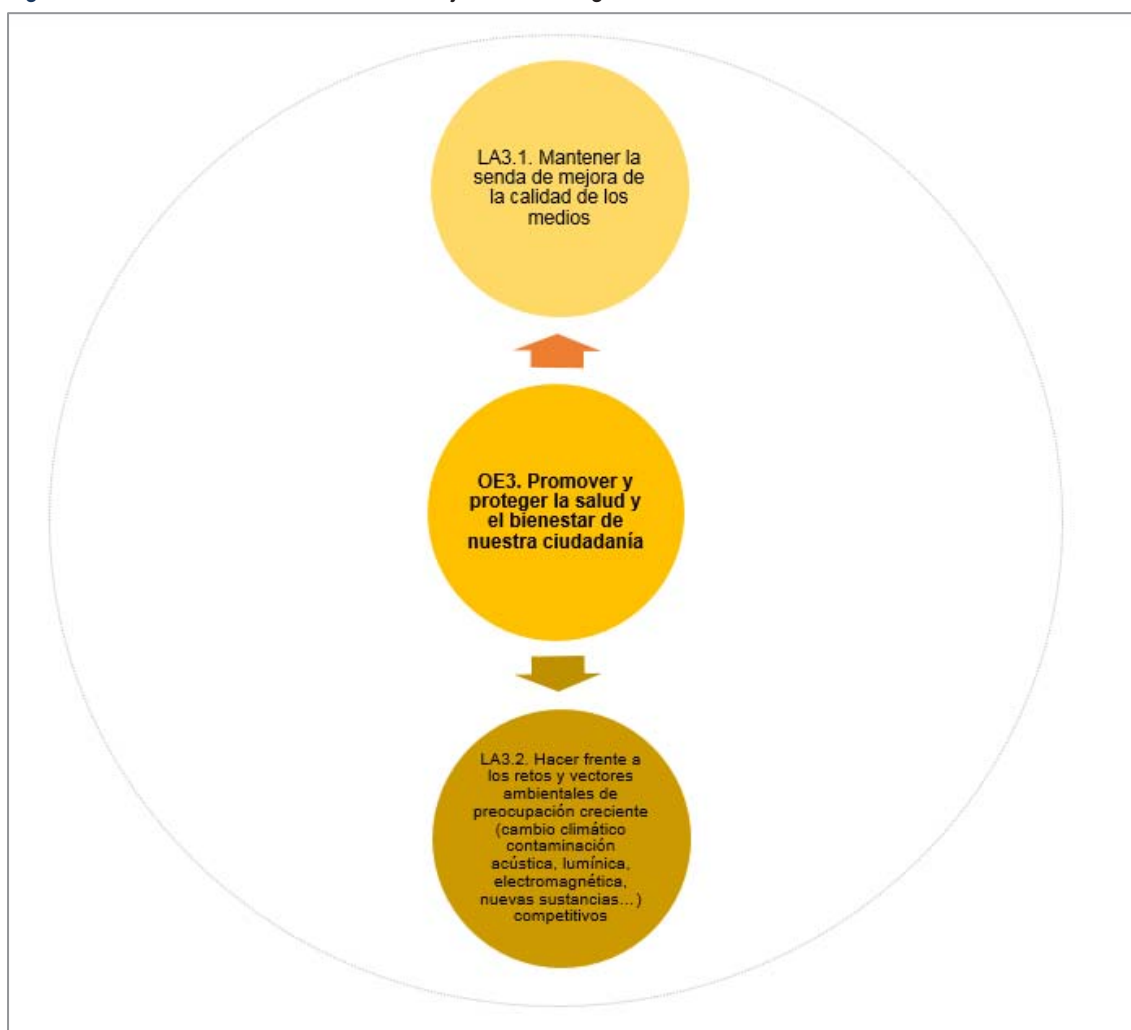 LA3.1. Mantener la
senda de mejora de
la calidad de los
medios
OE3. Promover y
proteger la salud y
el bienestar de
nuestra ciudadanía
LA3.2. Hacer frente a
los retos y vectores
ambientales de
preocupación creciente
(cambio climático
contaminación
acústica, lumínica,
electromagnética,
nuevas sustancias...)
competitivos